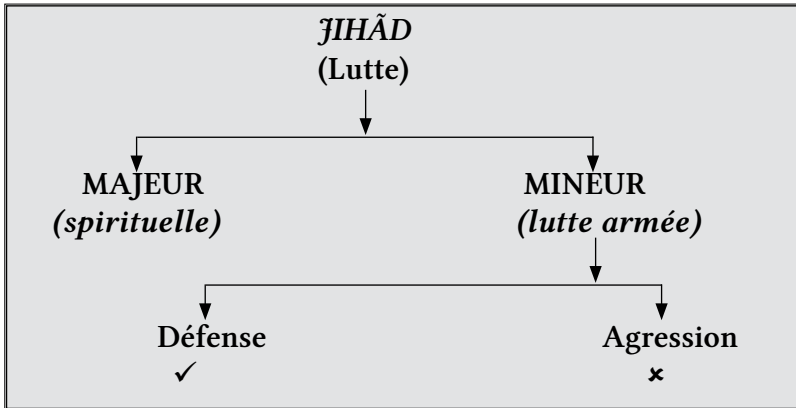 JIHÃD
(Lutte)
MAJEUR
(spirituelle)
MINEUR
(lutte armée)
Défense
✓
Agression
✗